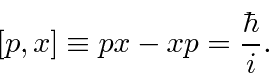 [p, x] ≡ px − xp = ħ/i.